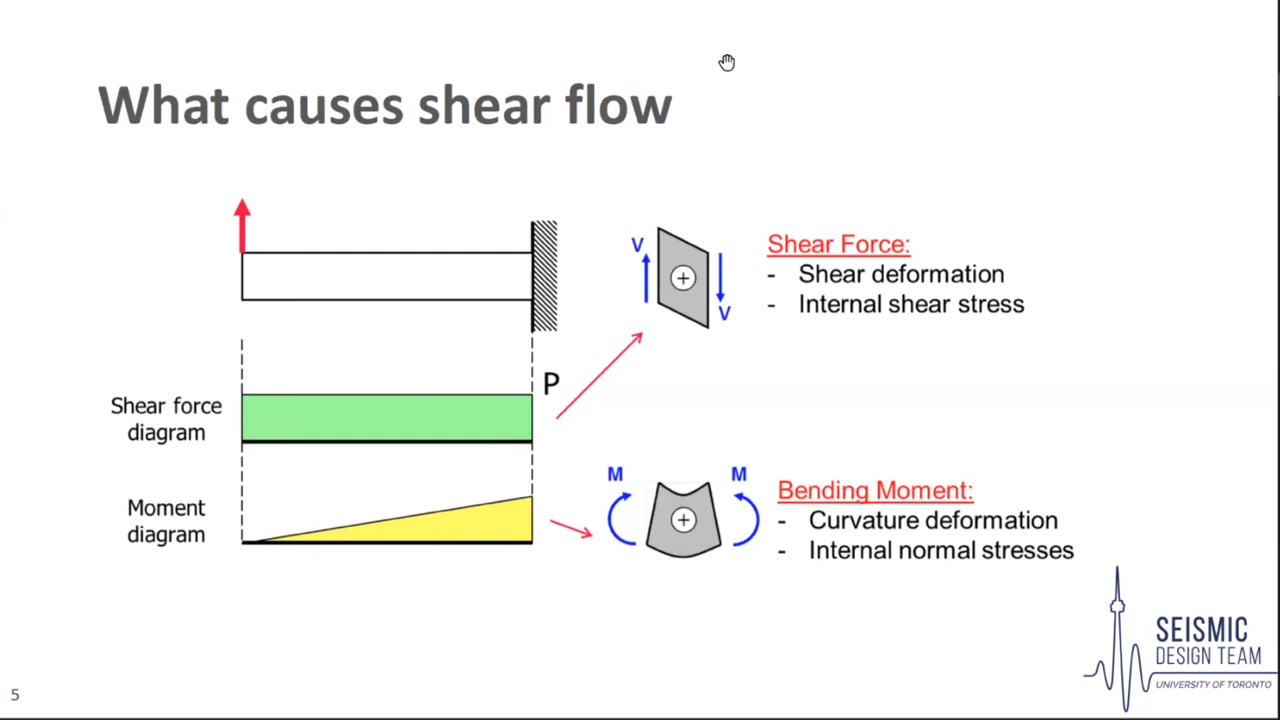 What causes shear flow
V
V
Shear Force:
- Shear deformation
- Internal shear stress
P
Shear force
diagram
M
M
Bending Moment:
- Curvature deformation
- Internal normal stresses
Moment
diagram
SEISMIC
DESIGN TEAM
UNIVERSITY OF TORONTO
5